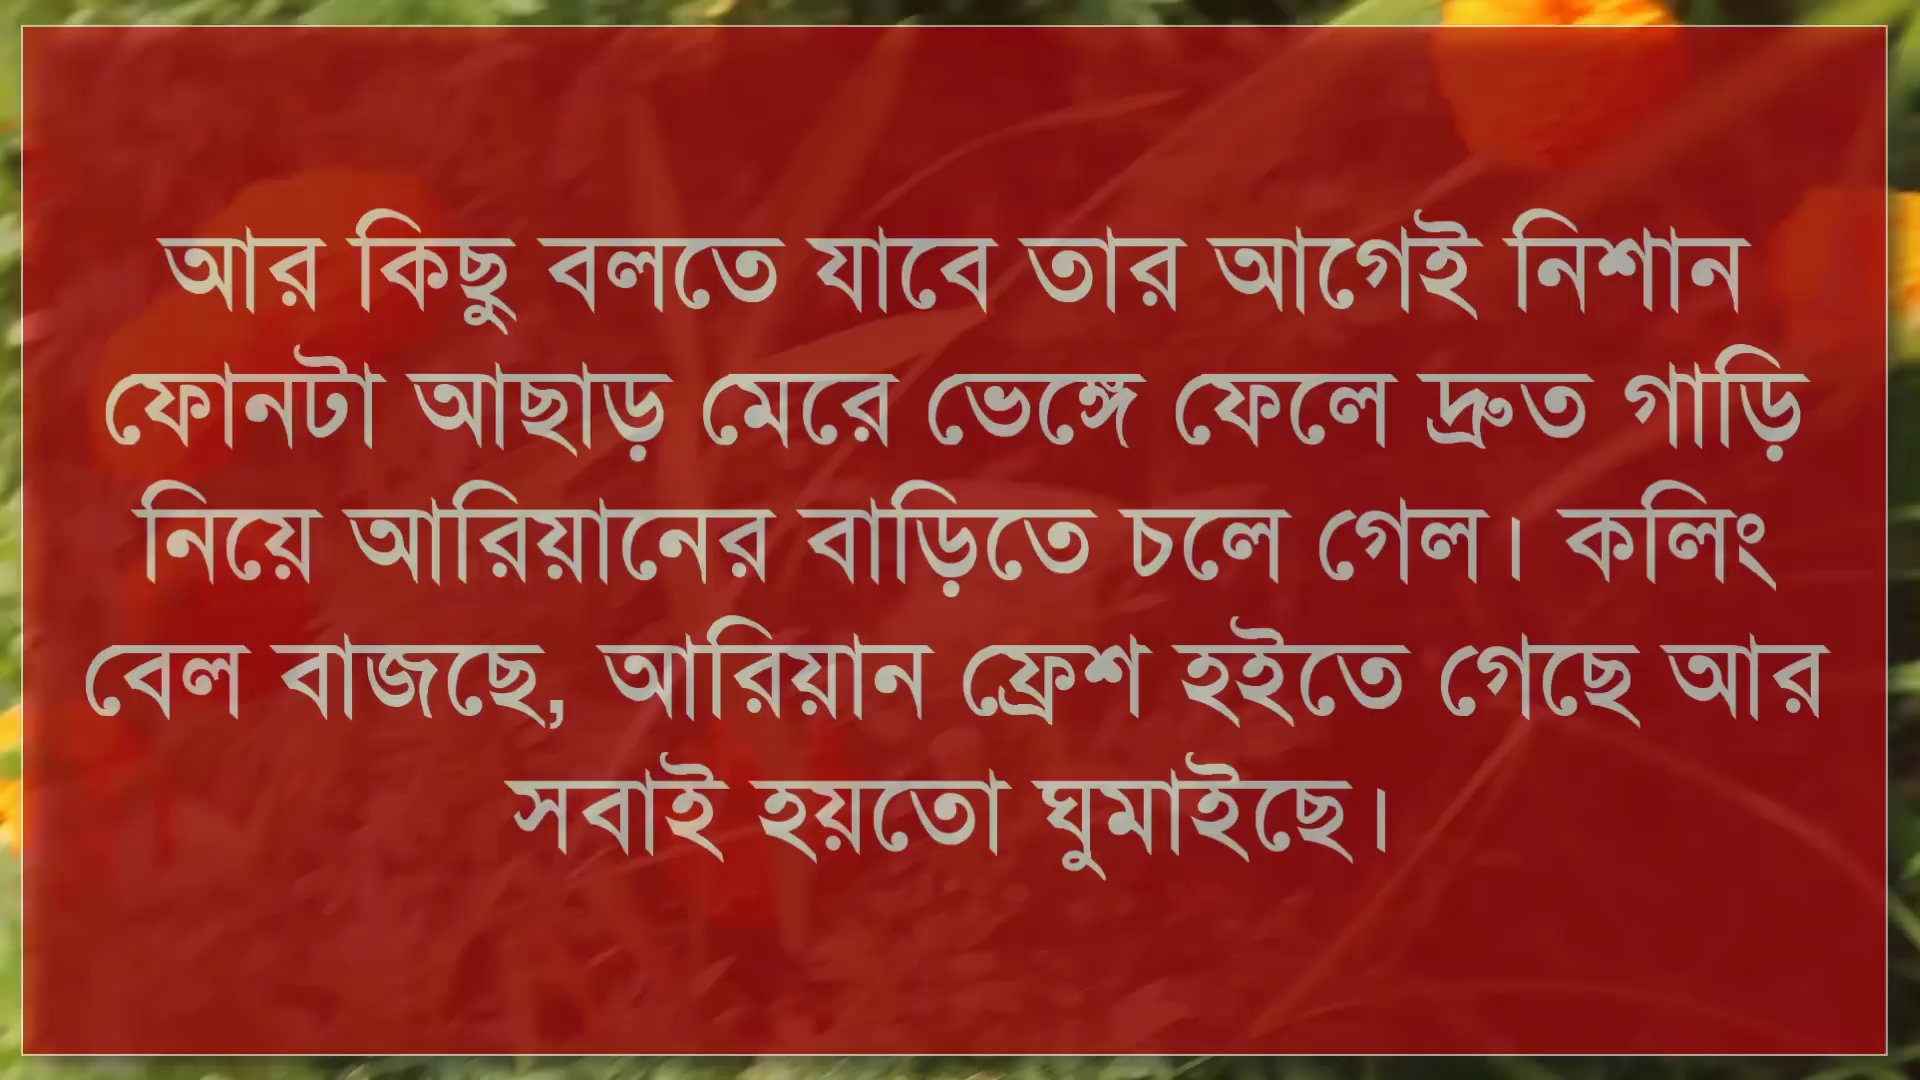 আর কিছু বলতে যাবে তার আগেই নিশান
ফোনটা আছাড় মেরে ভেঙ্গে ফেলে দ্রুত গাড়ি
নিয়ে আরিয়ানের বাড়িতে চলে গেল। কলিং
বেল বাজছে, আরিয়ান ফ্রেশ হইতে গেছে আর
সবাই হয়তো ঘুমাইছে।